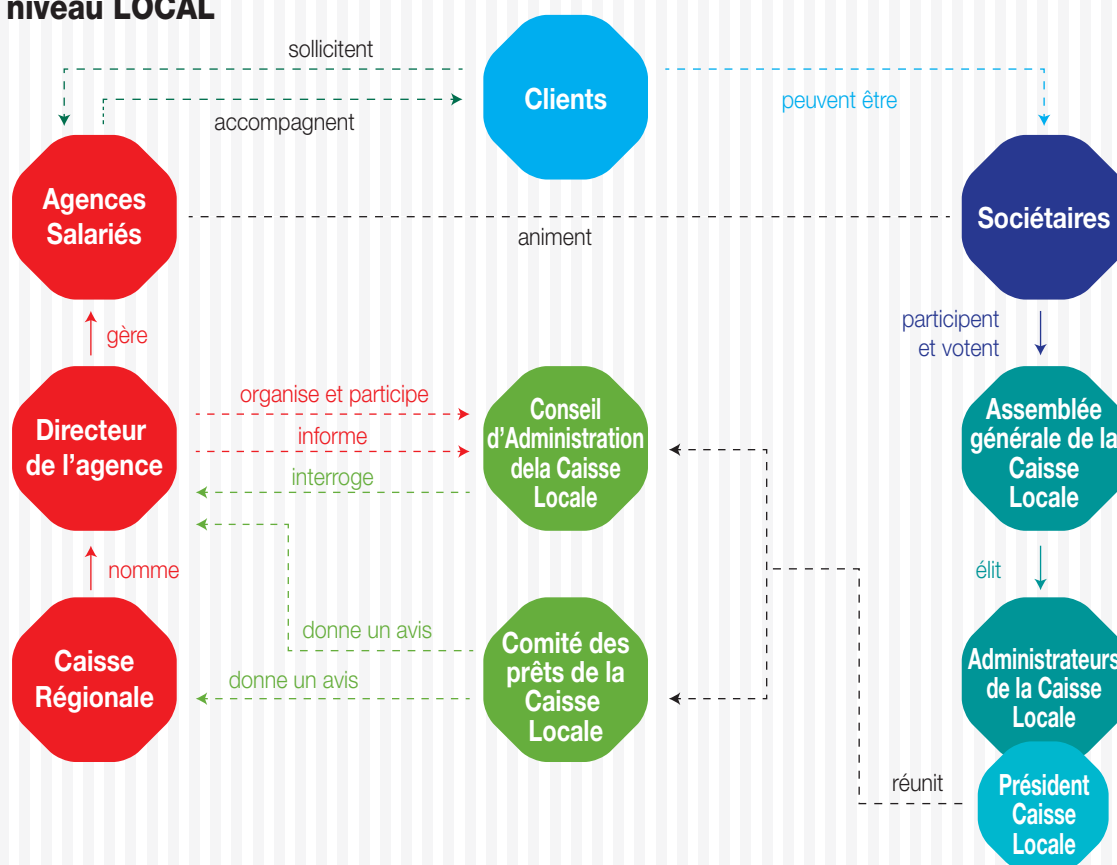 niveau LOCAL
sollicitent
Clients
peuvent être
accompagnent
Agences
Salariés
animent
Sociétaires
gère
participent
et votent
Directeur
de l'agence
organise et participe
informe
interroge
Conseil
d'Administration
dela Caisse
Locale
Assemblée
générale de la
Caisse
Locale
nomme
élit
Caisse
Régionale
donne un avis
donne un avis
Comité des
prêts de la
Caisse
Locale
Administrateurs
de la Caisse
Locale
réunit
Président
Caisse
Locale